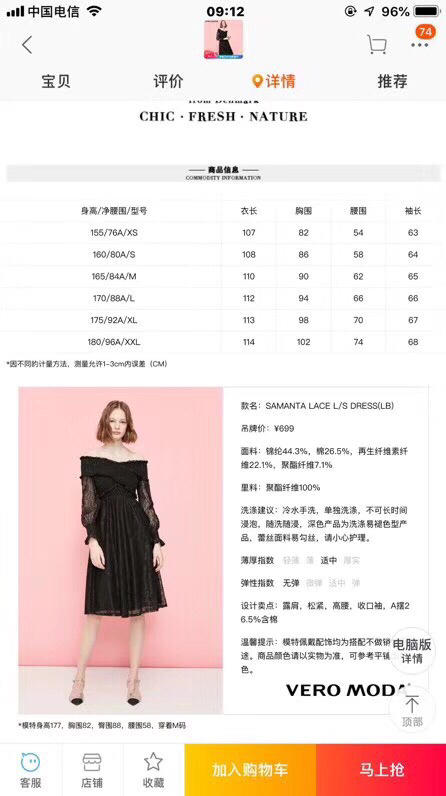 中国电信
09:12
96%
74
宝贝
评价
详情
推荐
from Denmark
CHIC · FRESH · NATURE
商品信息
COMMODITY INFORMATION
身高/净腰围/型号 衣长 胸围 腰围 袖长
155/76A/XS 107 82 54 63
160/80A/S 108 86 58 64
165/84A/M 110 90 62 65
170/88A/L 112 94 66 66
175/92A/XL 113 98 70 67
180/96A/XXL 114 102 74 68
*因不同的计量方法，测量允许1-3cm内误差（CM）
款名：SAMANTA LACE L/S DRESS(LB)
吊牌价：¥699
面料：锦纶44.3%，棉26.5%，再生纤维素纤
维22.1%，聚酯纤维7.1%
里料：聚酯纤维100%
洗涤建议：冷水手洗，单独洗涤，不可长时间
浸泡，随洗随浸，深色产品为洗涤易褪色型产
品，蕾丝面料易勾丝，请小心护理。
薄厚指数 轻薄 薄 适中 厚实
弹性指数 无弹 微弹 适中 弹
设计卖点：露肩，松紧，高腰，收口袖，A摆2
6.5%含棉
温馨提示：模特佩戴配饰均为搭配不做销
途，商品颜色请以实物为准，可参考平铺
色。
电脑版
详情
VERO MODA
顶部
*模特身高177，胸围82，臀围88，腰围58，穿着M码
客服
店铺
收藏
加入购物车
马上抢